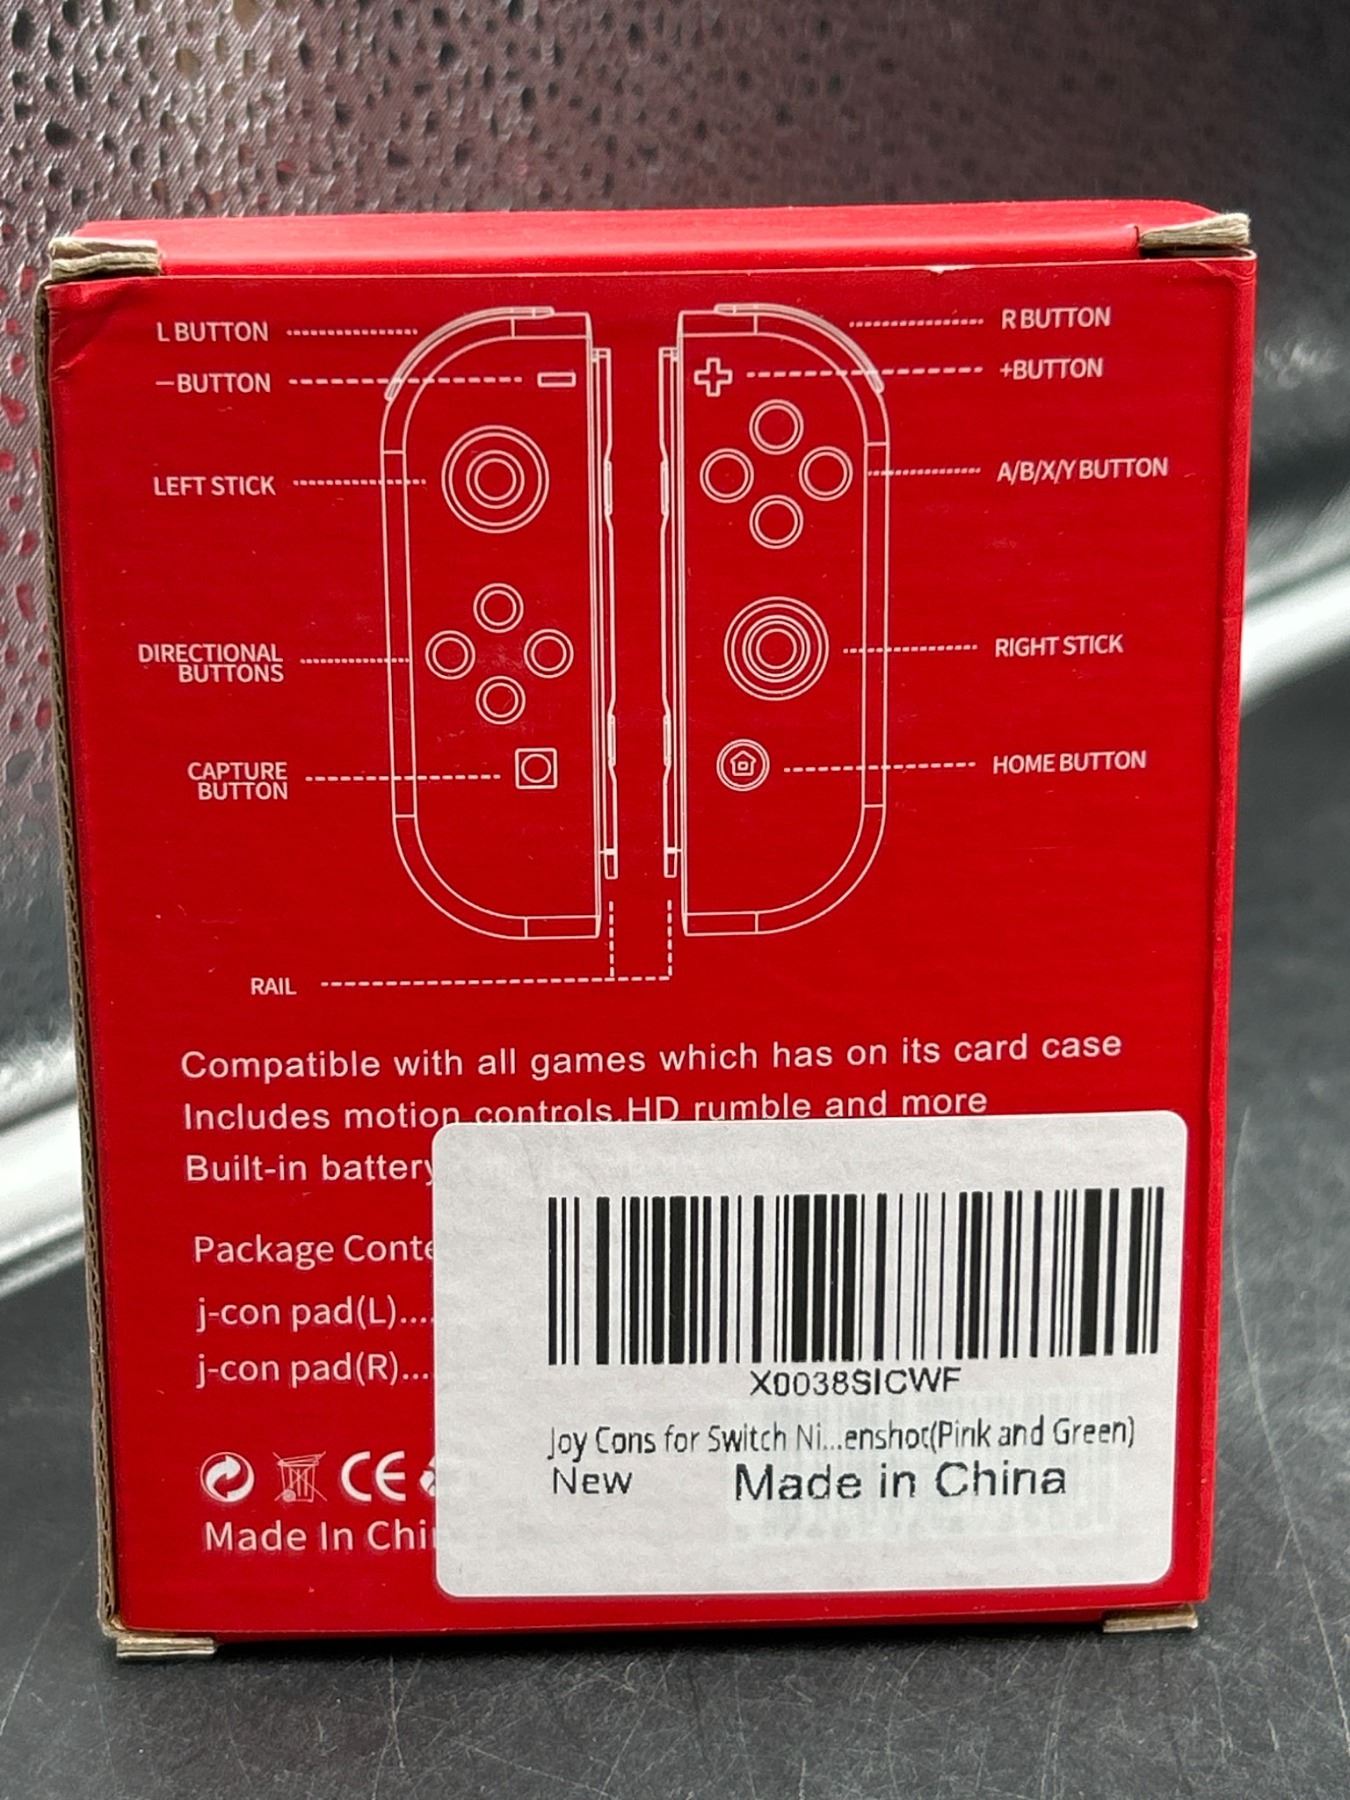 L BUTTON
R BUTTON
—BUTTON
+BUTTON
LEFT STICK
A/B/X/Y BUTTON
DIRECTIONAL
BUTTONS
RIGHT STICK
CAPTURE
BUTTON
HOME BUTTON
RAIL
Compatible with all games which has on its card case
Includes motion controls,HD rumble and more
Built-in battery
Package Conte
j-con pad(L)....
j-con pad(R)...
CE
Made In Chi
X0038SICWF
Joy Cons for Switch Ni...enshot(Pink and Green)
New
Made in China